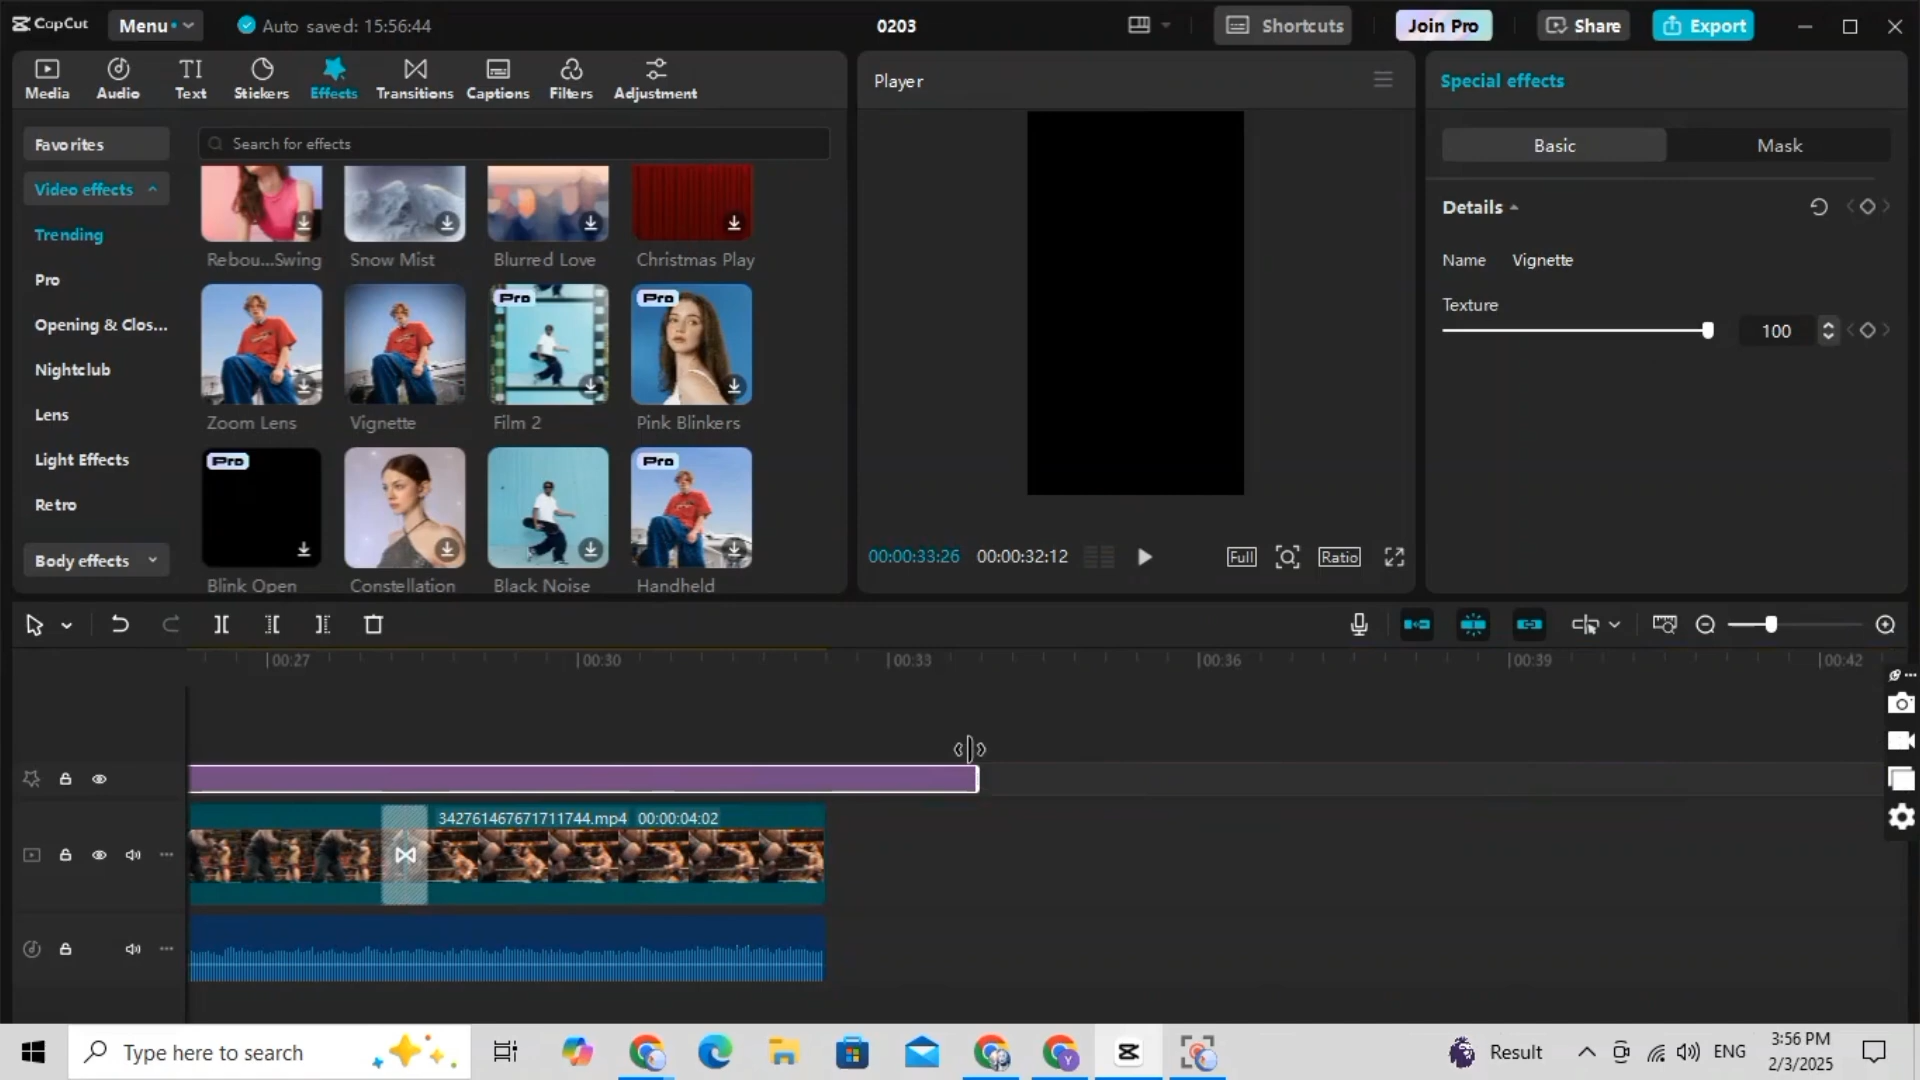 CapCut
Menu
Auto saved: 15:56:44
0203
Shortcuts
Join Pro
Share
Export
Media
TI
Audio
Text
Stickers
Effects
Transitions
Captions
Filters
Adjustment
Player
Special effects
Favorites
Search for effects
Basic
Mask
Video effects
Trending
Details
Rebou...Swing
Snow Mist
Blurred Love
Christmas Play
Name
Vignette
Pro
Pro
Pro
Texture
Opening & Clos...
100
Nightclub
Lens
Zoom Lens
Vignette
Film 2
Pink Blinkers
Light Effects
Pro
Pro
Retro
Body effects
00:00:33:26
00:00:32:12
Full
Ratio
Blink Open
Constellation
Black Noise
Handheld
00:27
00:30
00:33
00:36
00:39
00:42
342761467671711744.mp4 00:00:04:02
Type here to search
Result
ENG
3:56 PM
2/3/2025